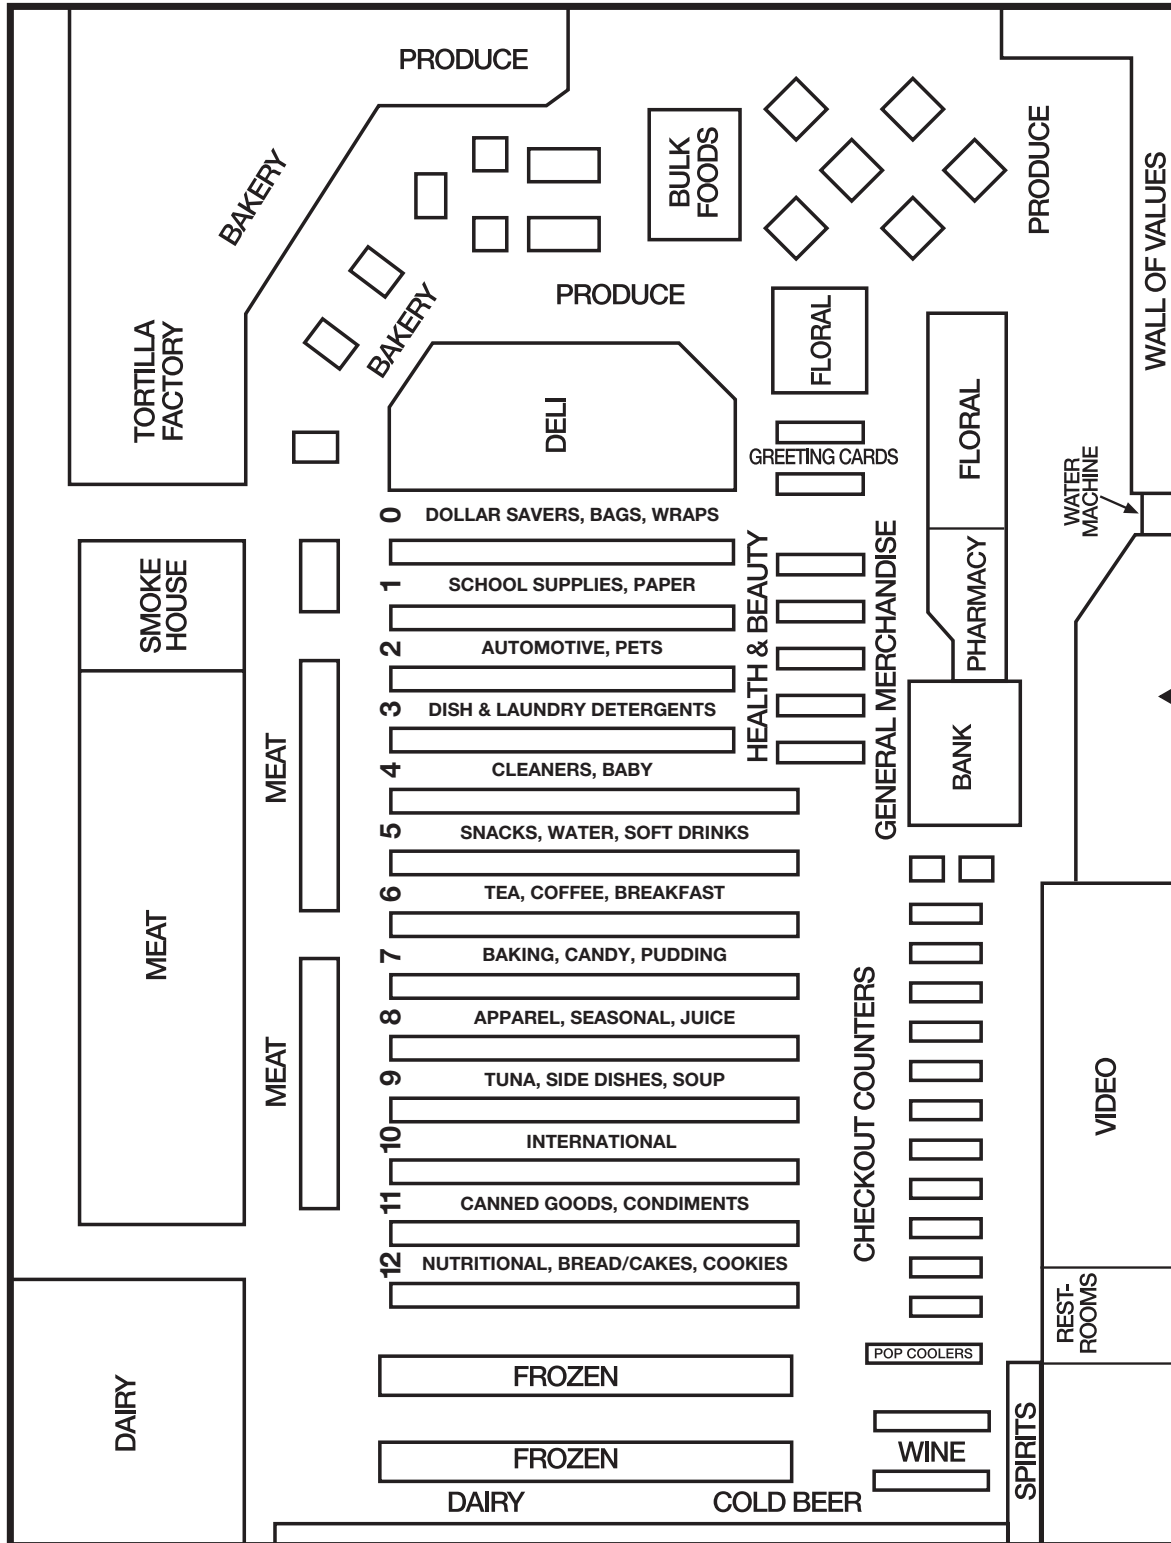 PRODUCE
BAKERY
BULK
FOODS
PRODUCE
WALL OF VALUES
PRODUCE
BAKERY
FLORAL
TORTILLA
FACTORY
DELI
FLORAL
GREETING CARDS
WATER
MACHINE
0 DOLLAR SAVERS, BAGS, WRAPS
SMOKE
HOUSE
1 SCHOOL SUPPLIES, PAPER
HEALTH & BEAUTY
GENERAL MERCHANDISE
PHARMACY
2 AUTOMOTIVE, PETS
3 DISH & LAUNDRY DETERGENTS
MEAT
BANK
4 CLEANERS, BABY
5 SNACKS, WATER, SOFT DRINKS
6 TEA, COFFEE, BREAKFAST
MEAT
7 BAKING, CANDY, PUDDING
8 APPAREL, SEASONAL, JUICE
MEAT
9 TUNA, SIDE DISHES, SOUP
CHECKOUT COUNTERS
VIDEO
10 INTERNATIONAL
11 CANNED GOODS, CONDIMENTS
12 NUTRITIONAL, BREAD/CAKES, COOKIES
REST-
ROOMS
POP COOLERS
FROZEN
DAIRY
SPIRITS
WINE
FROZEN
DAIRY
COLD BEER